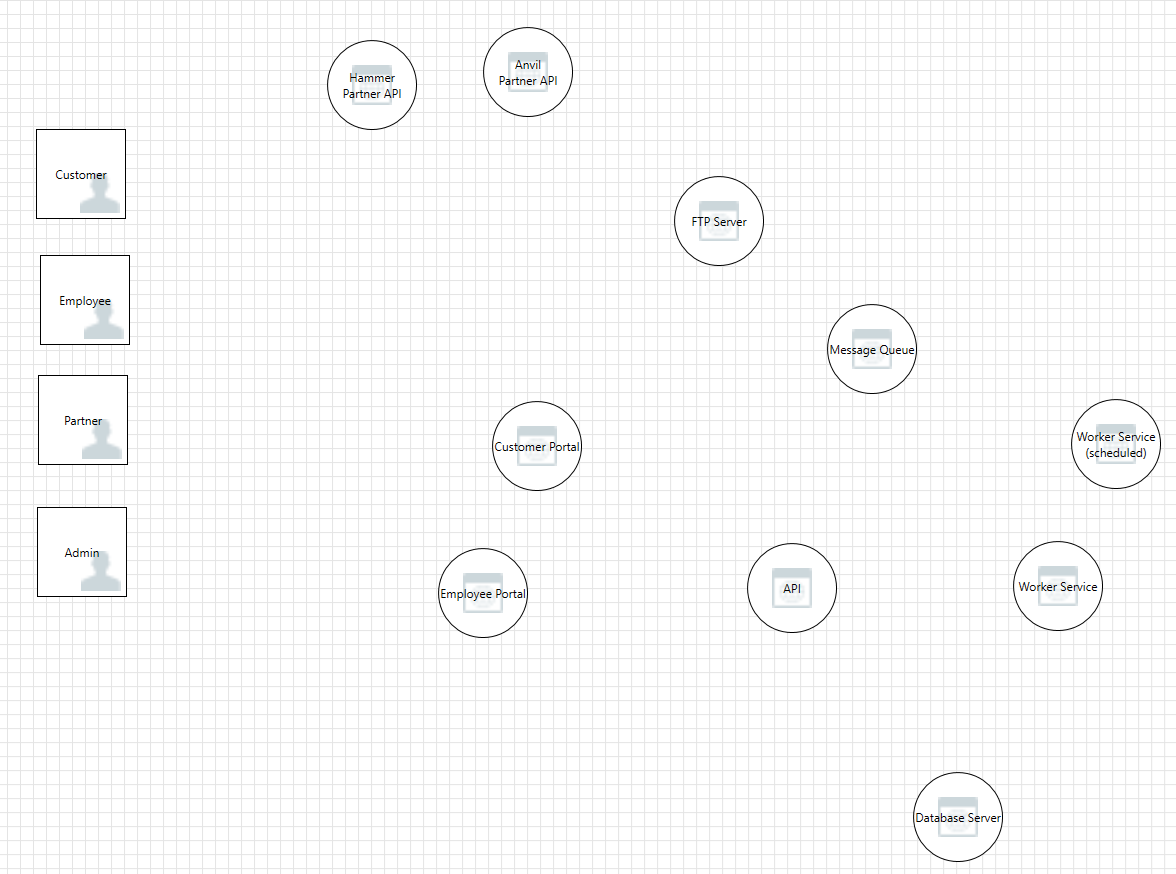 Hammer
Partner API
Anvil
Partner API
Customer
FTP Server
Employee
Message Queue
Partner
Customer Portal
Worker Service
(scheduled)
Admin
Employee Portal
API
Worker Service
Database Server